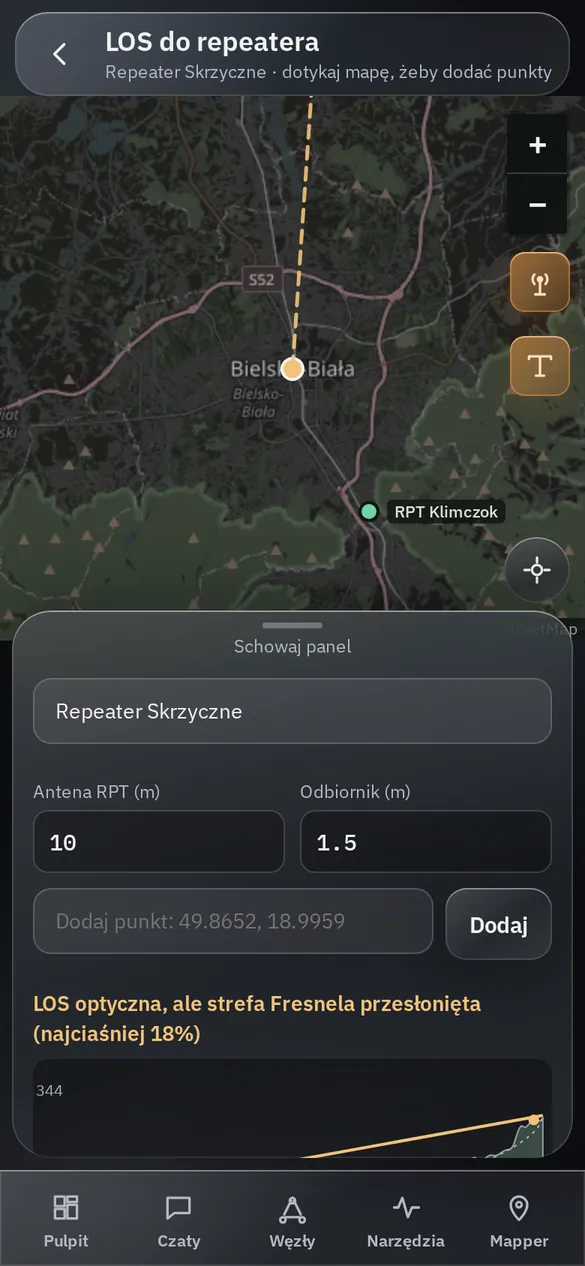 LOS do repeatera
Repeater Skrzyczne · dotykaj mapę, żeby dodać punkty
+
−
S52
Bielsko-Biała
Bielsko-
Biała
RPT Klimczok
Schowaj panel
Repeater Skrzyczne
Antena RPT (m)
Odbiornik (m)
10
1.5
Dodaj punkt: 49.8652, 18.9959
Dodaj
LOS optyczna, ale strefa Fresnela przesłonięta
(najciaśniej 18%)
344
Pulpit
Czaty
Węzły
Narzędzia
Mapper